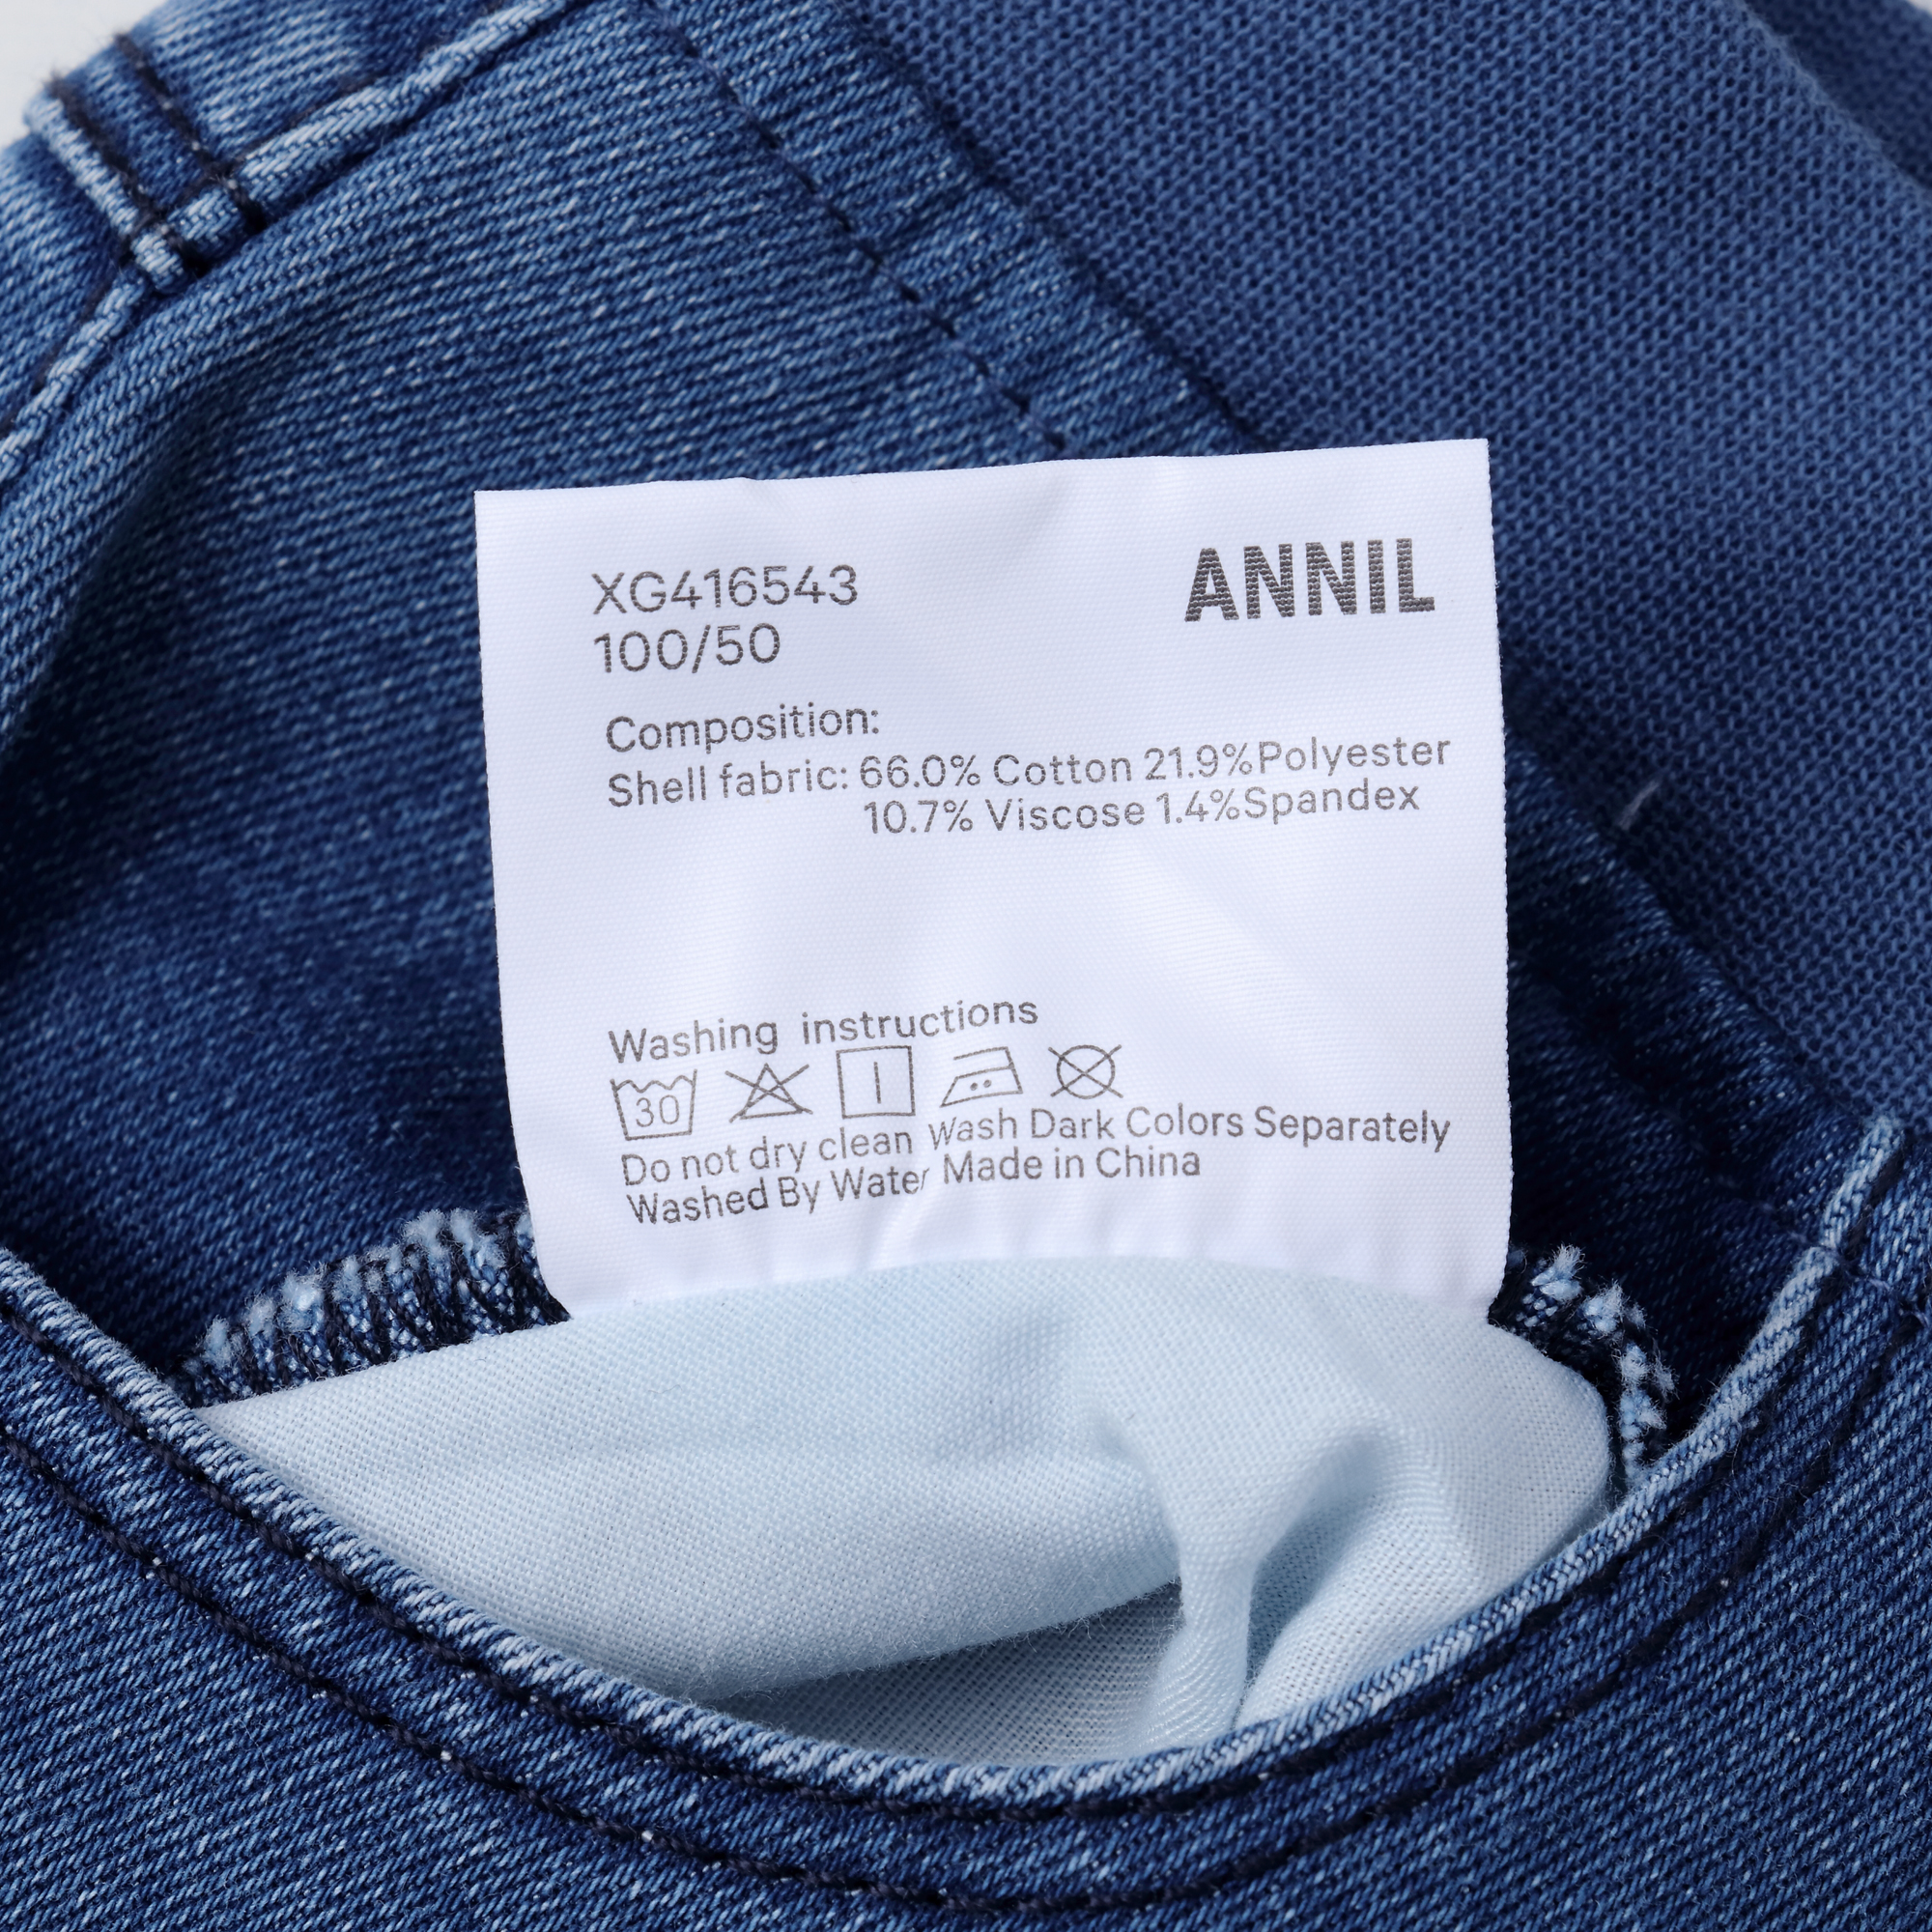 XG416543
ANNIL
100/50
Composition:
Shell fabric: 66.0% Cotton 21.9%Polyester
10.7% Viscose 1.4%Spandex
Washing instructions
30
Do not dry clean Wash Dark Colors Separately
Washed By Water Made in China